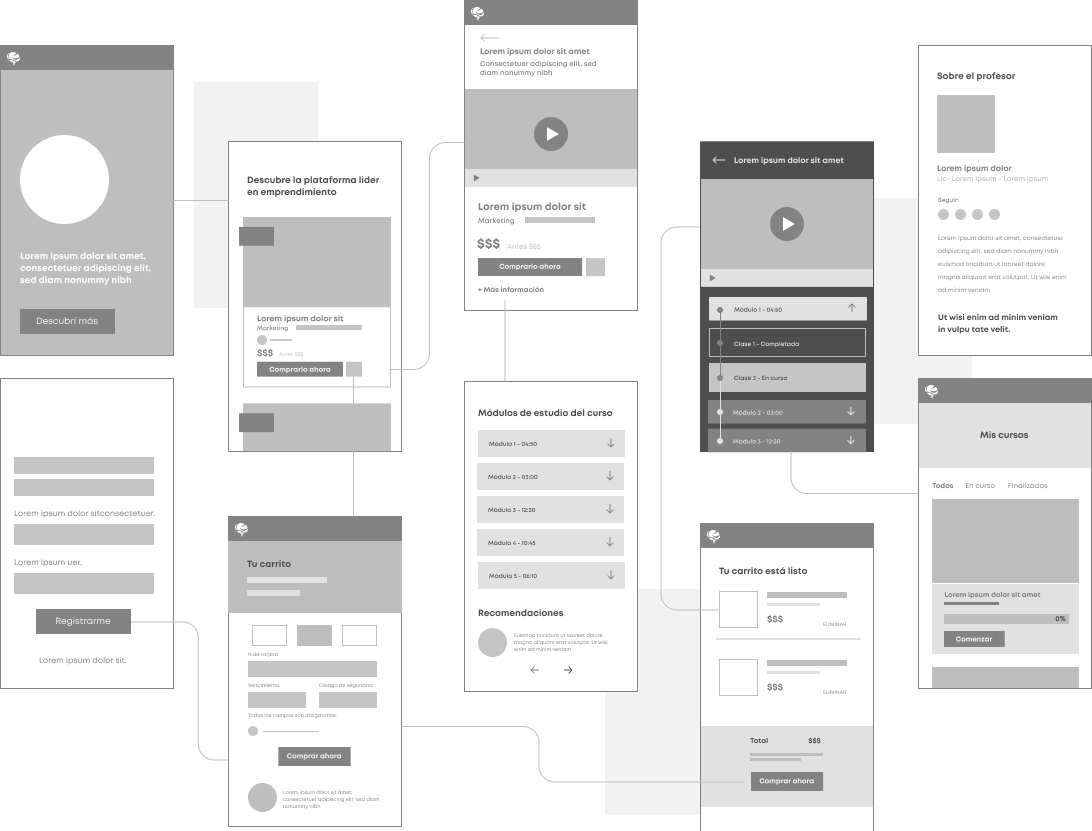 Lorem ipsum dolor sit amet,
consectetuer adipiscing elit,
sed diam nonummy nibh
Descubrí más
Lorem ipsum dolor sitconsectetuer.
Lorem ipsum uer.
Registrarme
Lorem ipsum dolor sit.
Descubre la plataforma líder
en emprendimiento
Lorem ipsum dolor sit
Marketing
$$$ Antes $$$
Comprarlo ahora
Tu carrito
N de tarjera
Vencimiento Código de seguridad
Todos los campos son obligatorios.
Comprar ahora
Lorem ipsum dolor sit amet,
consectetuer adipiscing elit, sed diam
nonummy nibh
Lorem ipsum dolor sit amet
Consectetuer adipiscing elit, sed
diam nonummy nibh
Lorem ipsum dolor sit
Marketing
$$$ Antes $$$
Comprarlo ahora
+ Más información
Módulos de estudio del curso
Módulo 1 - 04:50
Módulo 2 - 03:00
Módulo 3 - 12:30
Módulo 4 - 10:45
Módulo 5 - 06:10
Recomendaciones
Euismod tincidunt ut laoreet dolore
magna aliquam erat volutpat. Ut wisi
enim ad minim veniam
Lorem ipsum dolor sit amet
Módulo 1 - 04:50
Clase 1 - Completado
Clase 2 - En curso
Módulo 2 - 03:00
Módulo 3 - 12:30
Tu carrito está listo
$$$
ELIMINAR
$$$
ELIMINAR
Total $$$
Comprar ahora
Sobre el profesor
Lorem ipsum dolor
Lic- Lorem ipsum - Lorem ipsum
Seguir:
Lorem ipsum dolor sit amet, consectetuer
adipiscing elit, sed diam nonummy nibh
euismod tincidunt ut laoreet dolore
magna aliquam erat volutpat. Ut wisi enim
ad minim veniam
Ut wisi enim ad minim veniam
in vulpu tate velit.
Mis cursos
Todos En curso FInalizados
Lorem ipsum dolor sit amet
0%
Comenzar